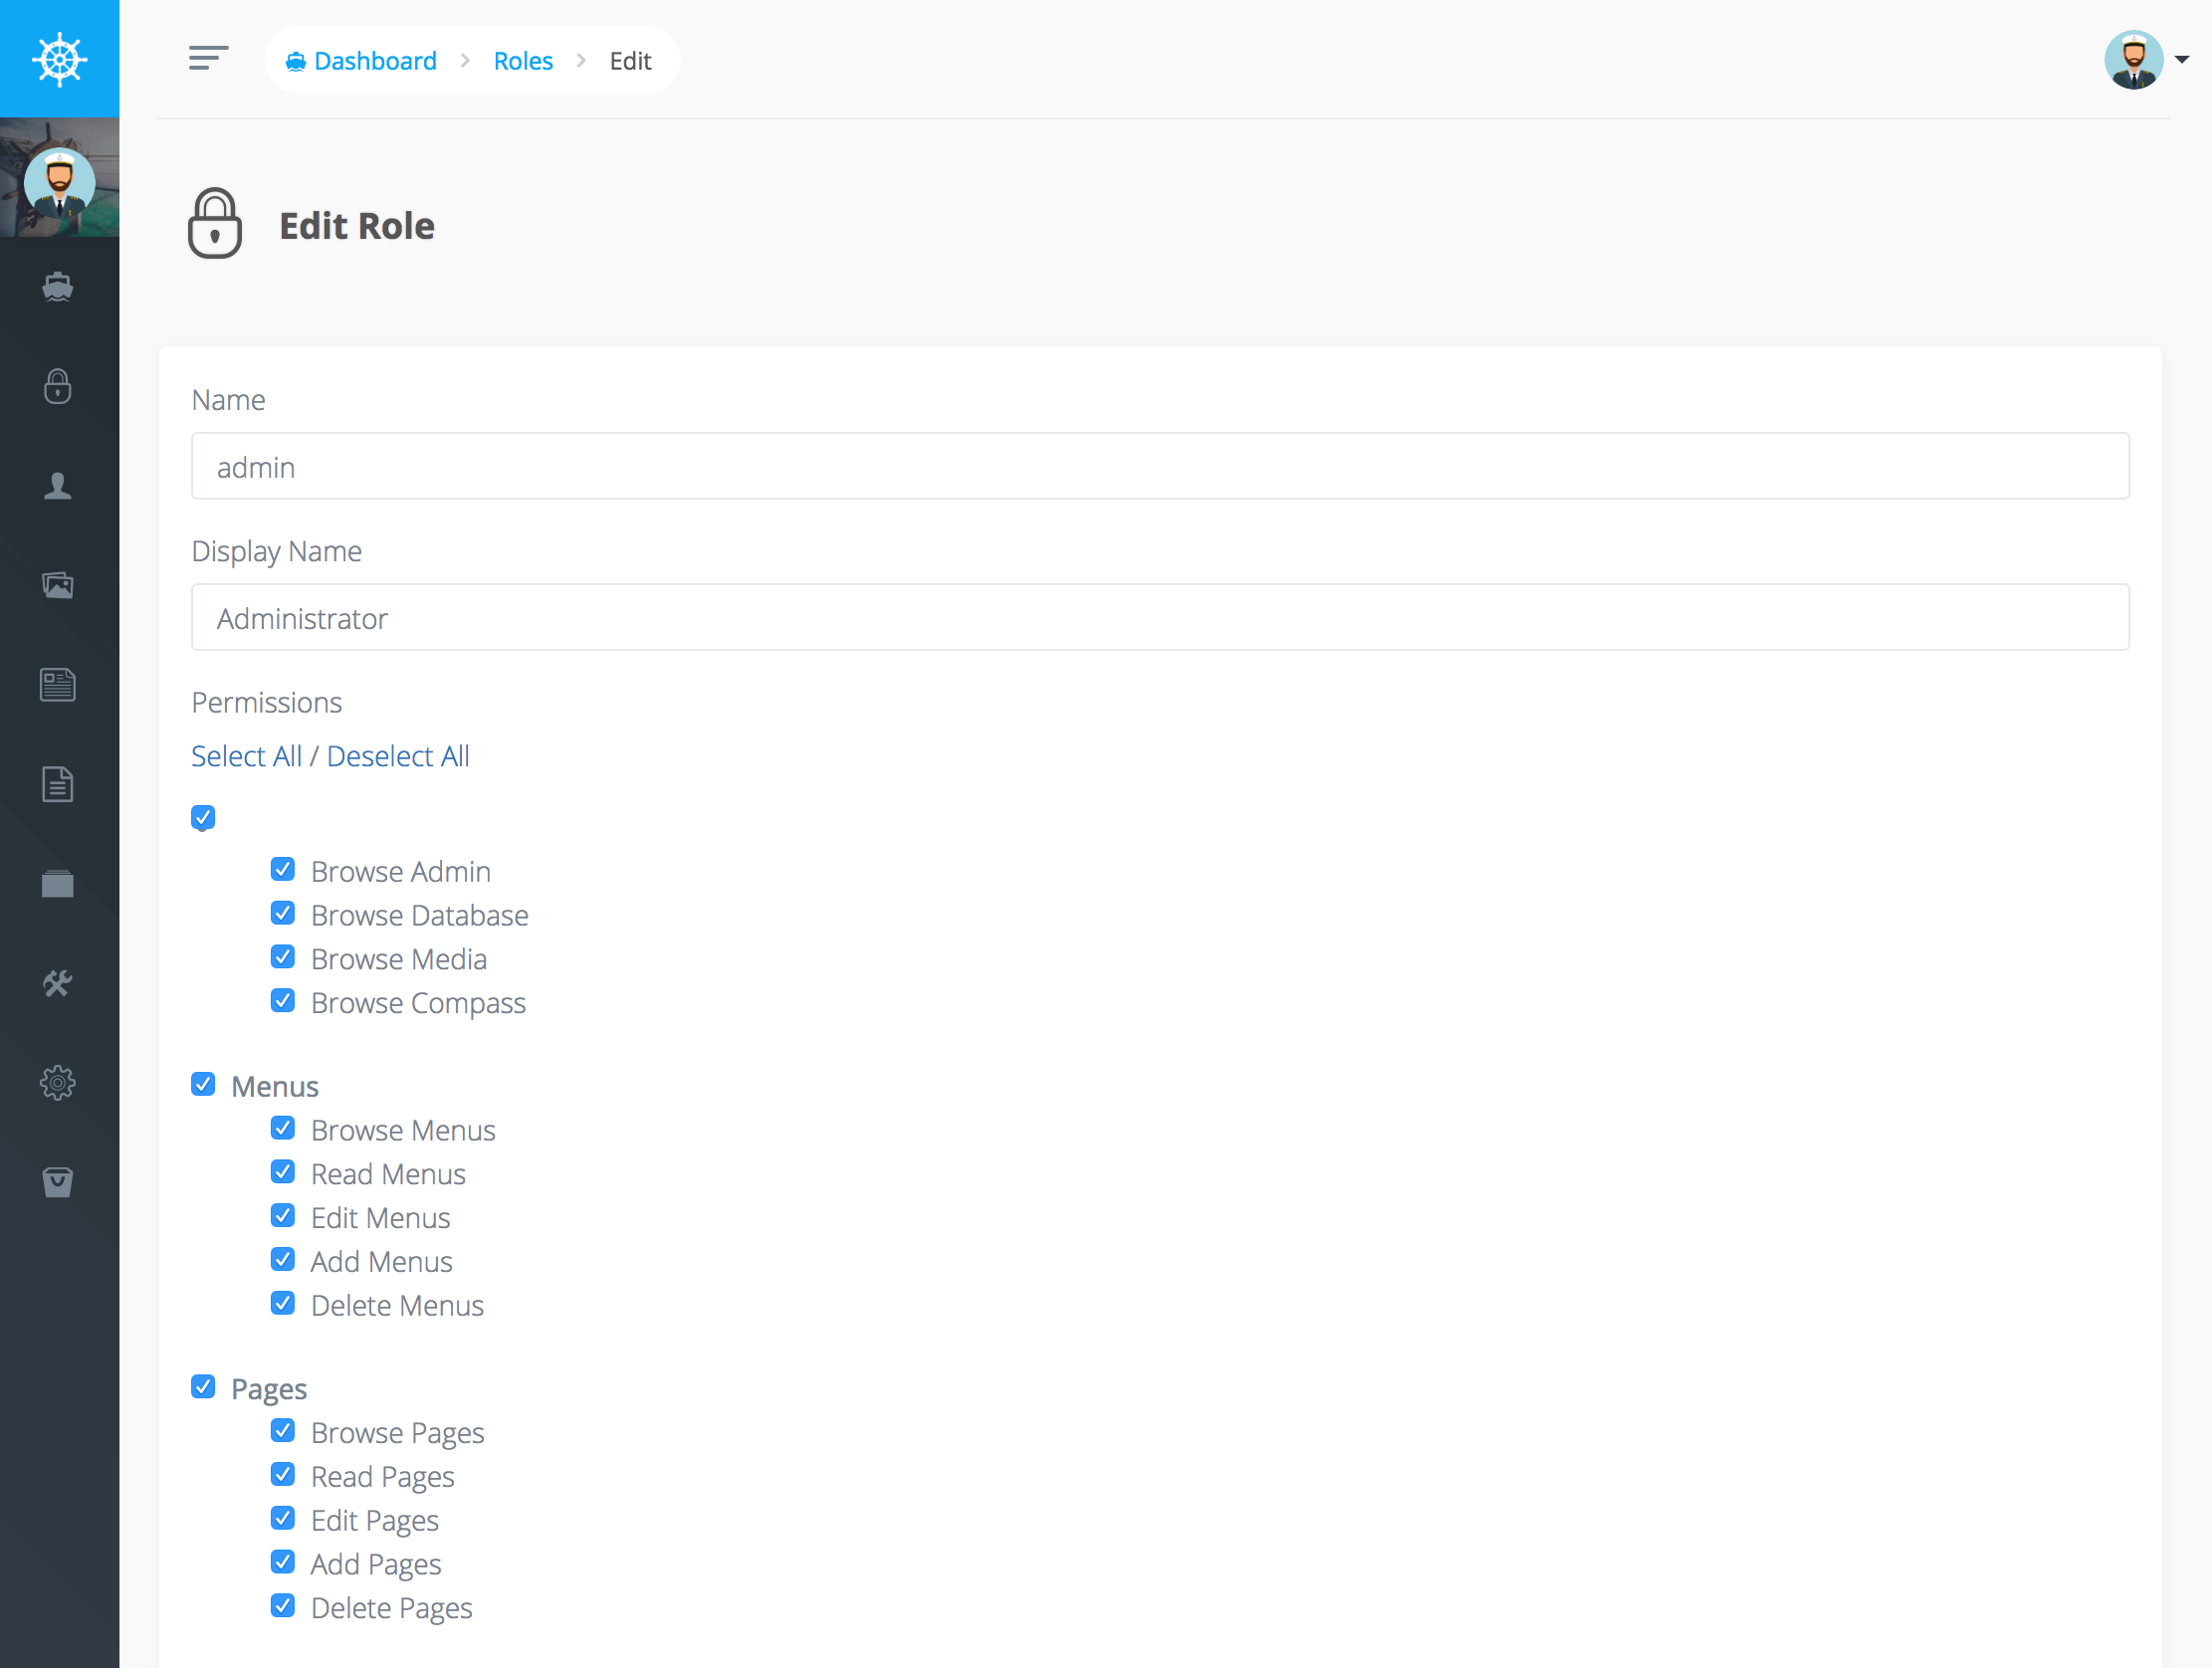 Dashboard > Roles > Edit
Edit Role
Name
admin
Display Name
Administrator
Permissions
Select All / Deselect All
Browse Admin
Browse Database
Browse Media
Browse Compass
Menus
Browse Menus
Read Menus
Edit Menus
Add Menus
Delete Menus
Pages
Browse Pages
Read Pages
Edit Pages
Add Pages
Delete Pages